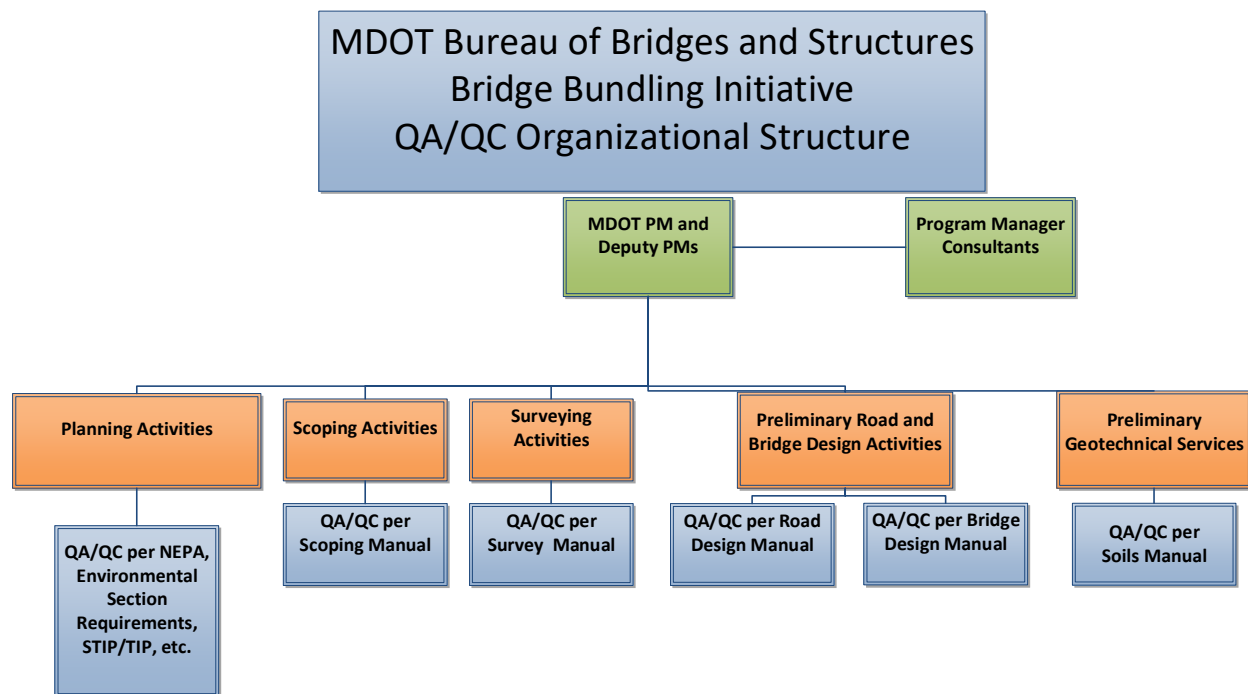 MDOT Bureau of Bridges and Structures
Bridge Bundling Initiative
QA/QC Organizational Structure
MDOT PM and
Deputy PMs
Program Manager
Consultants
Planning Activities
Scoping Activities
Surveying
Activities
Preliminary Road and
Bridge Design Activities
Preliminary
Geotechnical Services
QA/QC per NEPA,
Environmental
Section
Requirements,
STIP/TIP, etc.
QA/QC per
Scoping Manual
QA/QC per
Survey Manual
QA/QC per Road
Design Manual
QA/QC per Bridge
Design Manual
QA/QC per
Soils Manual